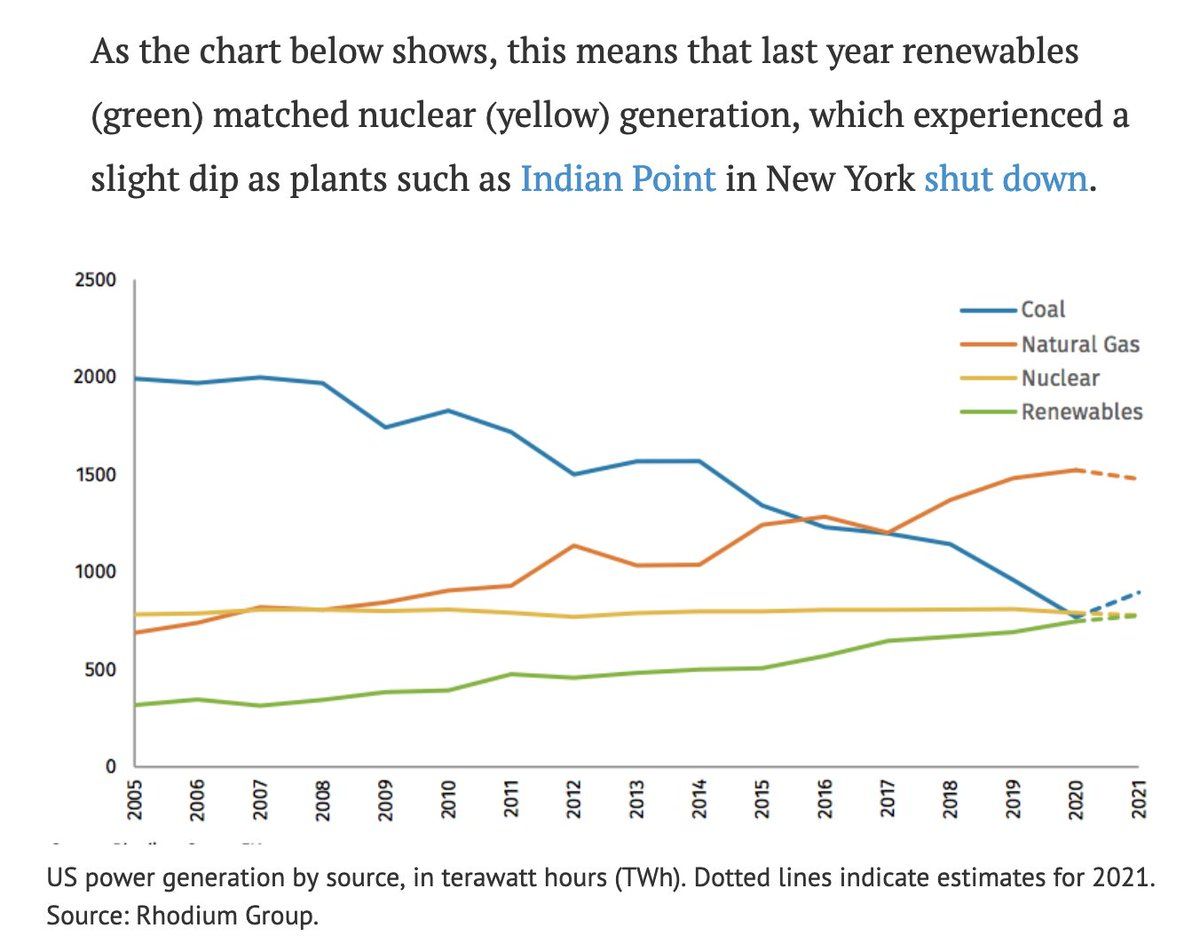 As the chart below shows, this means that last year renewables
(green) matched nuclear (yellow) generation, which experienced a
slight dip as plants such as Indian Point in New York shut down.
2500
2000
1500
1000
500
0
Coal
Natural Gas
Nuclear
Renewables
2005
2006
2007
2008
2009
2010
2011
2012
2013
2014
2015
2016
2017
2018
2019
2020
2021
US power generation by source, in terawatt hours (TWh). Dotted lines indicate estimates for 2021.
Source: Rhodium Group.